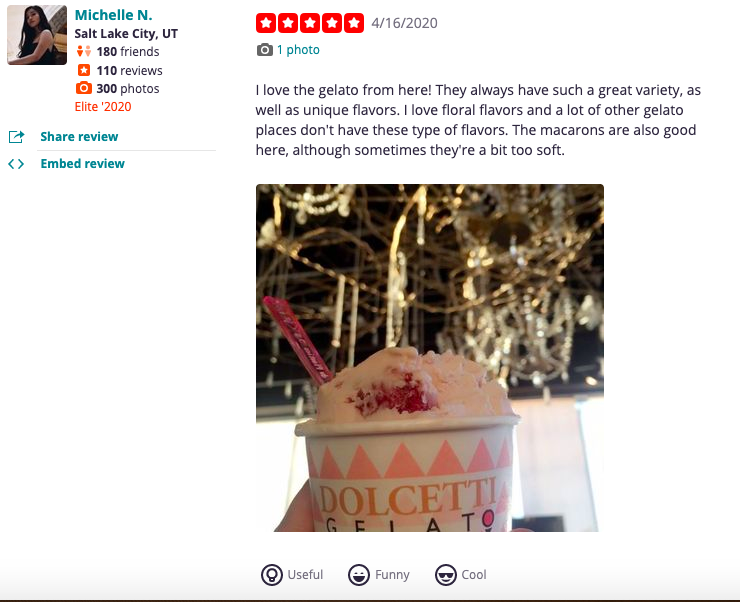 Michelle N.
Salt Lake City, UT
180 friends
110 reviews
300 photos
Elite '2020
Share review
Embed review
4/16/2020
1 photo
I love the gelato from here! They always have such a great variety, as
well as unique flavors. I love floral flavors and a lot of other gelato
places don't have these type of flavors. The macarons are also good
here, although sometimes they're a bit too soft.
DOLCETTI
GELATO
Useful
Funny
Cool